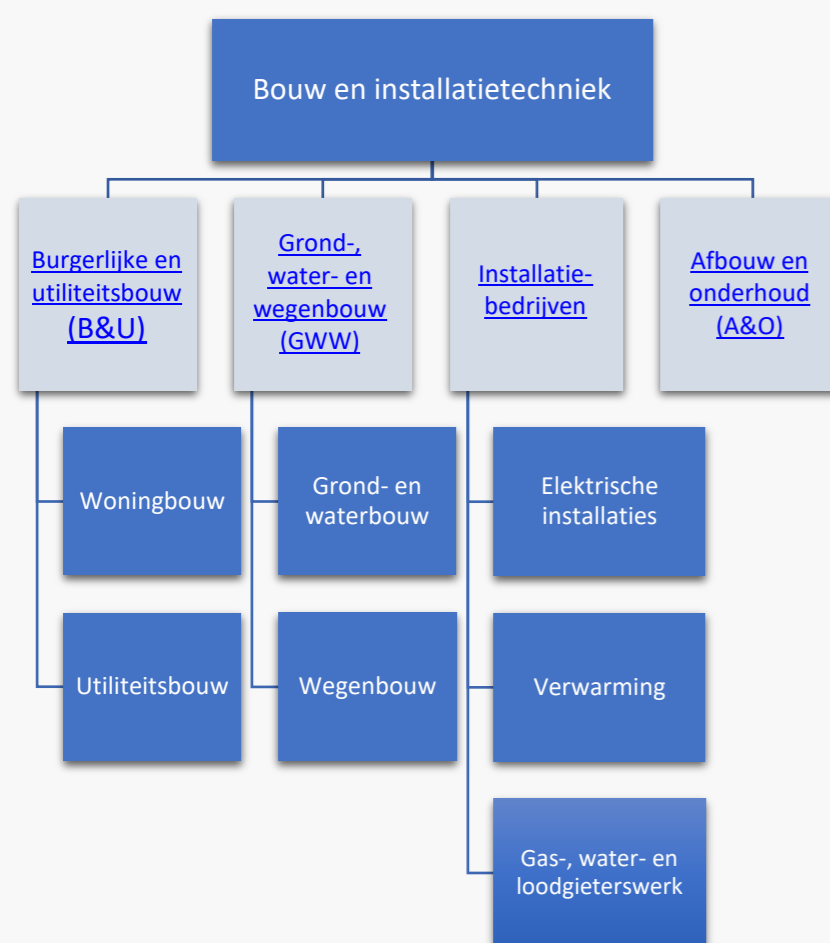 Bouw en installatietechniek
Burgerlijke en
utiliteitsbouw
(B&U)
Grond-,
water- en
wegenbouw
(GWW)
Installatie-
bedrijven
Afbouw en
onderhoud
(A&O)
Woningbouw
Grond- en
waterbouw
Elektrische
installaties
Utiliteitsbouw
Wegenbouw
Verwarming
Gas-, water- en
loodgieterswerk